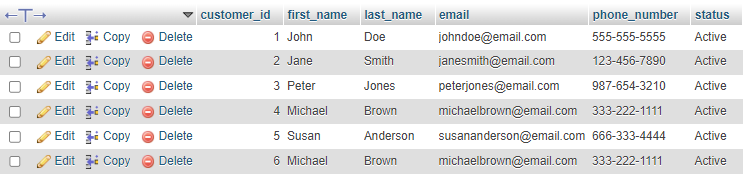 customer_id first_name last_name email phone_number status
Edit Copy Delete 1 John Doe johndoe@email.com 555-555-5555 Active
Edit Copy Delete 2 Jane Smith janesmith@email.com 123-456-7890 Active
Edit Copy Delete 3 Peter Jones peterjones@email.com 987-654-3210 Active
Edit Copy Delete 4 Michael Brown michaelbrown@email.com 333-222-1111 Active
Edit Copy Delete 5 Susan Anderson susananderson@email.com 666-333-4444 Active
Edit Copy Delete 6 Michael Brown michaelbrown@email.com 333-222-1111 Active